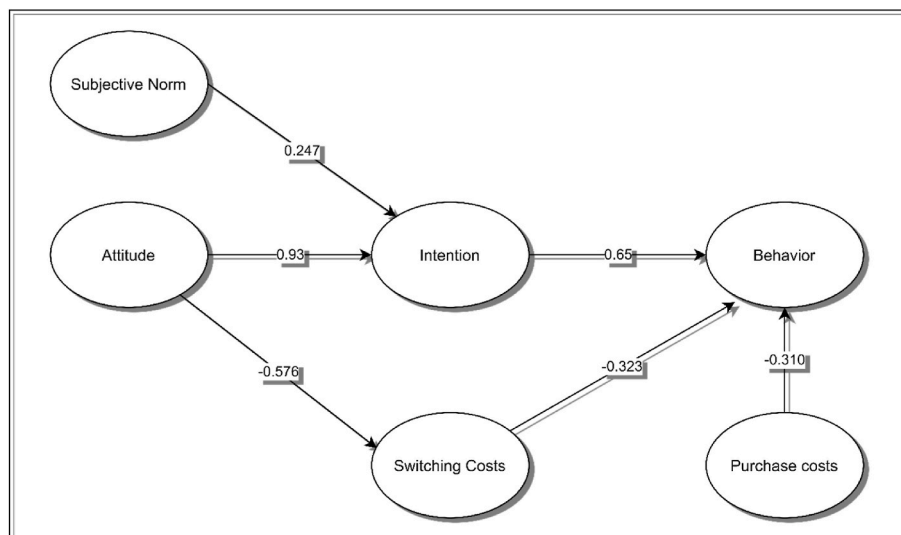 Subjective Norm
0.247
Attitude
0.93
Intention
0.65
Behavior
-0.576
-0.323
-0.310
Switching Costs
Purchase costs